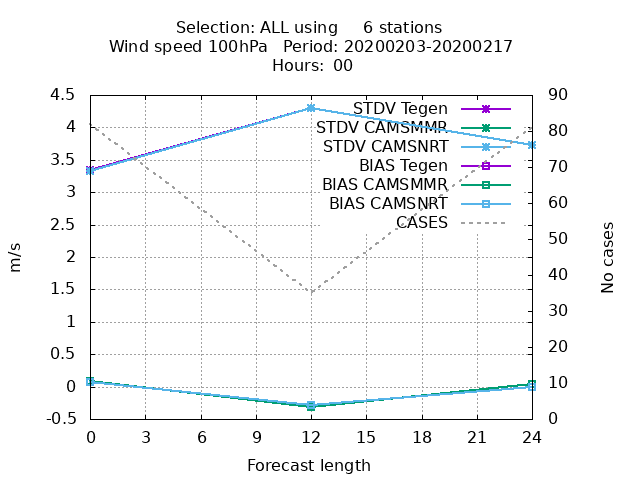 Selection: ALL using     6 stations
Wind speed 100hPa   Period: 20200203-20200217
Hours:  00
4.5
4
3.5
3
2.5
2
1.5
1
0.5
0
-0.5
m/s
STDV Tegen
STDV CAMSMMR
STDV CAMSNRT
BIAS Tegen
BIAS CAMSMMR
BIAS CAMSNRT
CASES
90
80
70
60
50
40
30
20
10
0
No cases
0 3 6 9 12 15 18 21 24
Forecast length